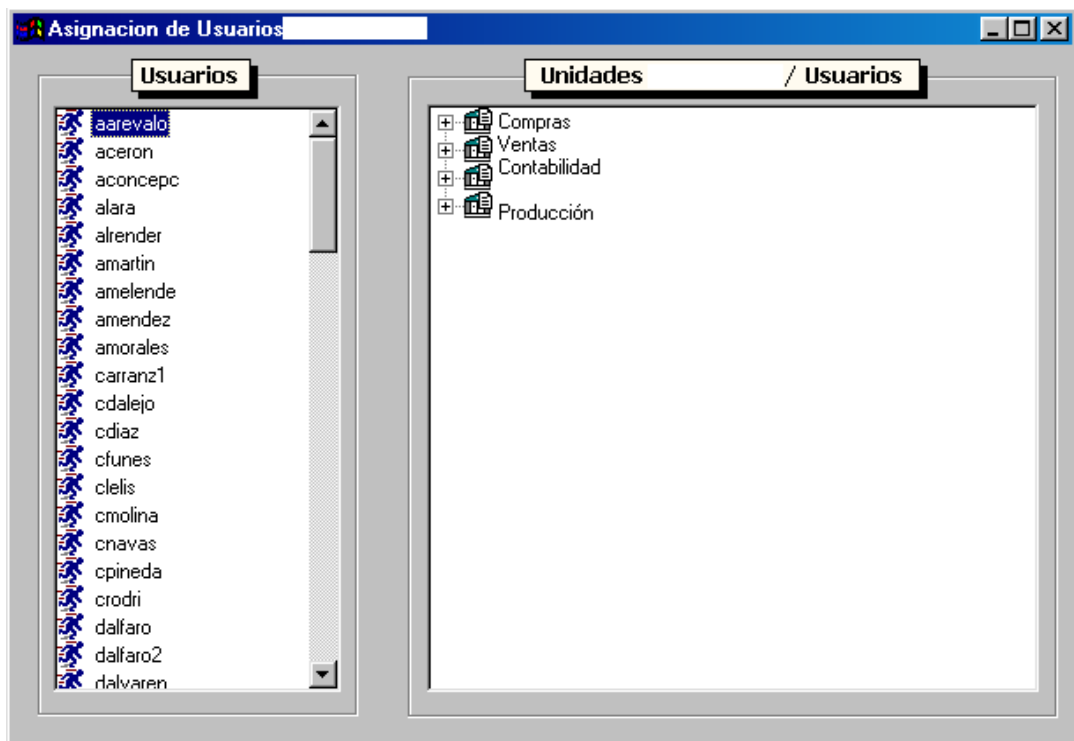 Asignacion de Usuarios
Usuarios
aarevalo
aceron
aconcepc
alara
alrender
amartin
amelende
amendez
amorales
carranz1
cdalejo
cdiaz
cfunes
clelis
cmolina
cnavas
cpineda
crodri
dalfaro
dalfaro2
dalvaren
Unidades / Usuarios
Compras
Ventas
Contabilidad
Producción